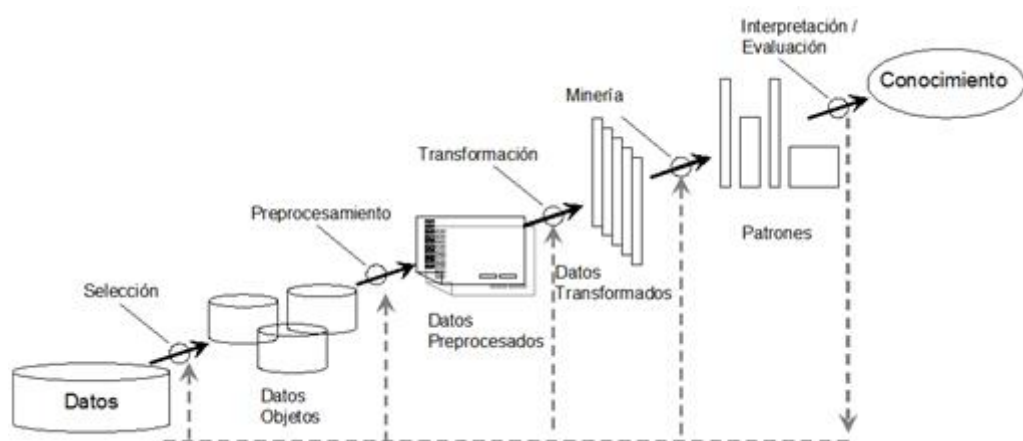 Interpretación /
Evaluación
Conocimiento
Minería
Transformación
Preprocesamiento
Patrones
Selección
Datos
Transformados
Datos
Preprocesados
Datos
Datos
Objetos